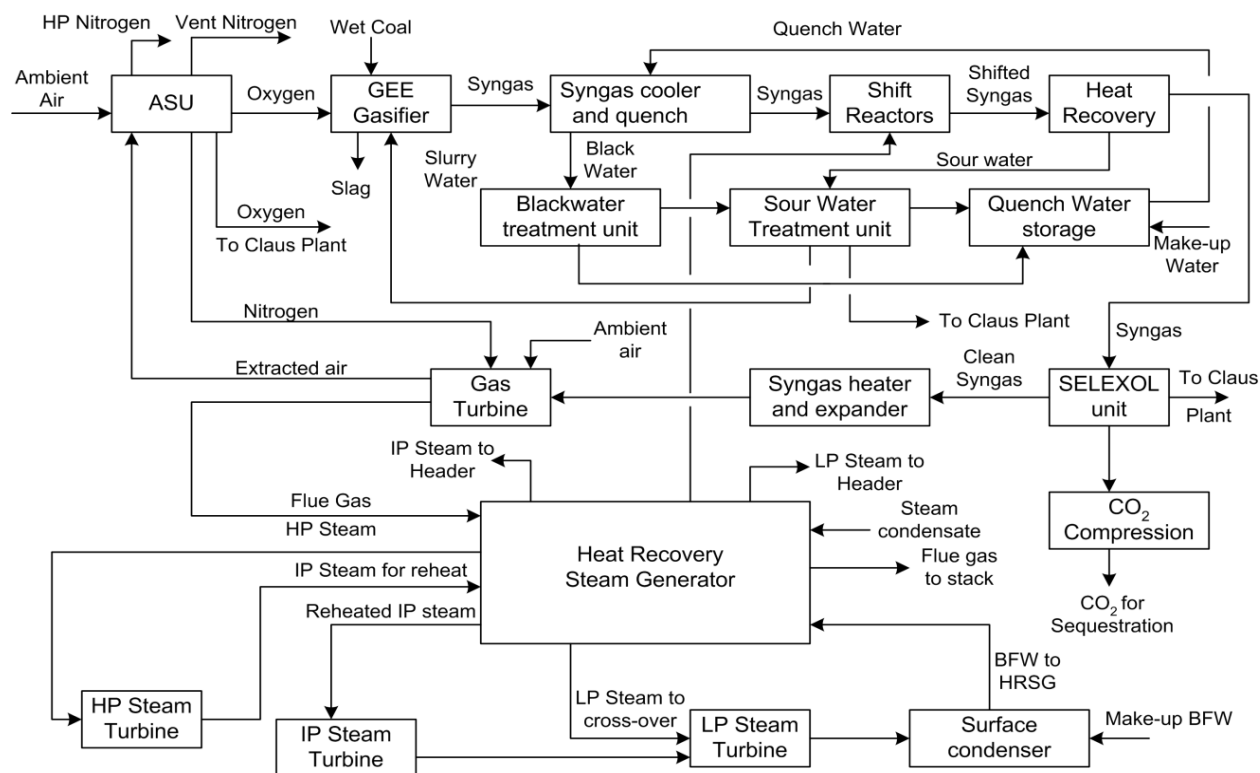 HP Nitrogen
Vent Nitrogen
Wet Coal
Quench Water
Ambient
Air
ASU
Oxygen
GEE
Gasifier
Syngas
Syngas cooler
and quench
Syngas
Shift
Reactors
Shifted
Syngas
Heat
Recovery
Slag
Slurry
Water
Black
Water
Sour water
Oxygen
To Claus Plant
Blackwater
treatment unit
Sour Water
Treatment unit
Quench Water
storage
Make-up
Water
Nitrogen
Ambient
air
To Claus Plant
Syngas
Extracted air
Gas
Turbine
Syngas heater
and expander
Clean
Syngas
SELEXOL
unit
To Claus
Plant
IP Steam to
Header
LP Steam to
Header
Flue Gas
HP Steam
Steam
condensate
CO2
Compression
Heat Recovery
Steam Generator
Flue gas
to stack
IP Steam for reheat
Reheated IP steam
CO2 for
Sequestration
BFW to
HRSG
HP Steam
Turbine
IP Steam
Turbine
LP Steam to
cross-over
LP Steam
Turbine
Surface
condenser
Make-up BFW